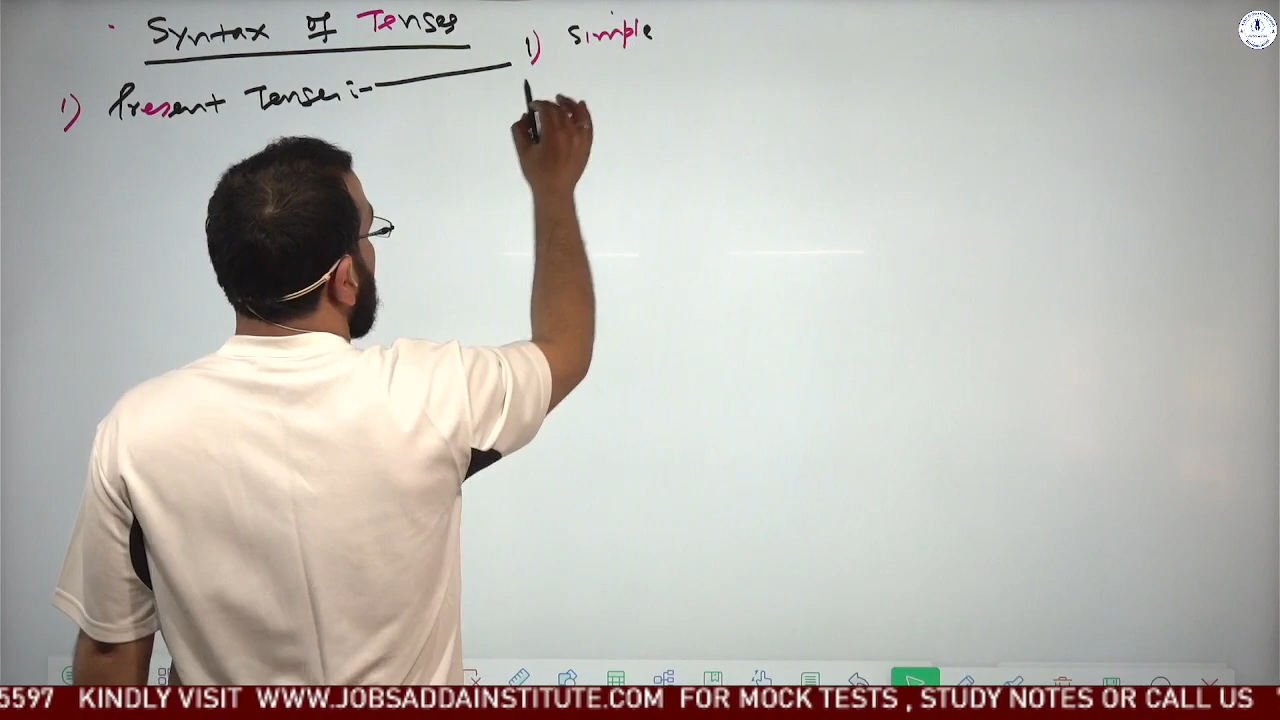 Syntax of Tenses
1) Simple
1) Present Tense :-
5597 KINDLY VISIT WWW.JOBSADDAINSTITUTE.COM FOR MOCK TESTS , STUDY NOTES OR CALL US